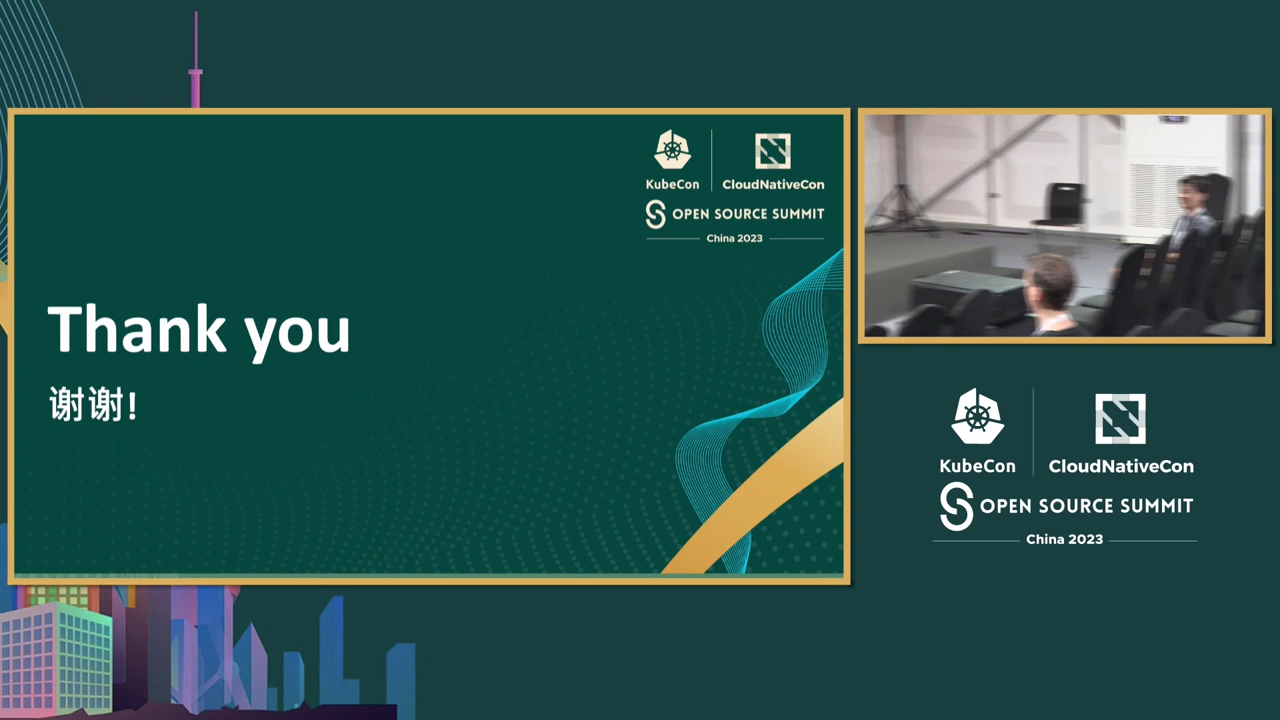 KubeCon
CloudNativeCon
OPEN SOURCE SUMMIT
China 2023
Thank you
谢谢!
KubeCon
CloudNativeCon
OPEN SOURCE SUMMIT
China 2023